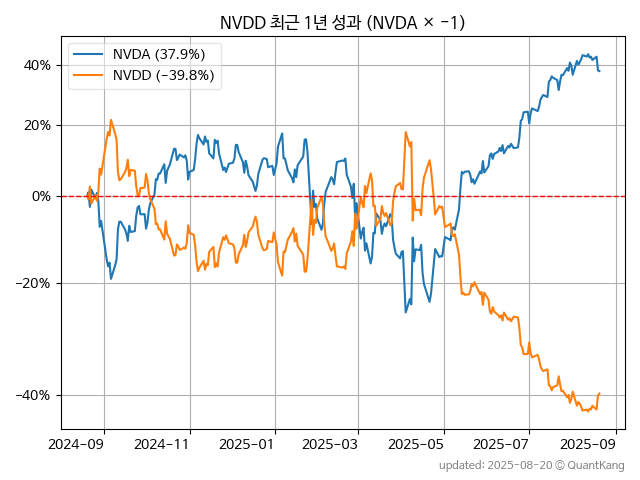 NVDD 최근 1년 성과 (NVDA × −1)
NVDA (37.9%)
NVDD (−39.8%)
40%
20%
0%
−20%
−40%
2024-09 2024-11 2025-01 2025-03 2025-05 2025-07 2025-09
updated: 2025-08-20 © QuantKang